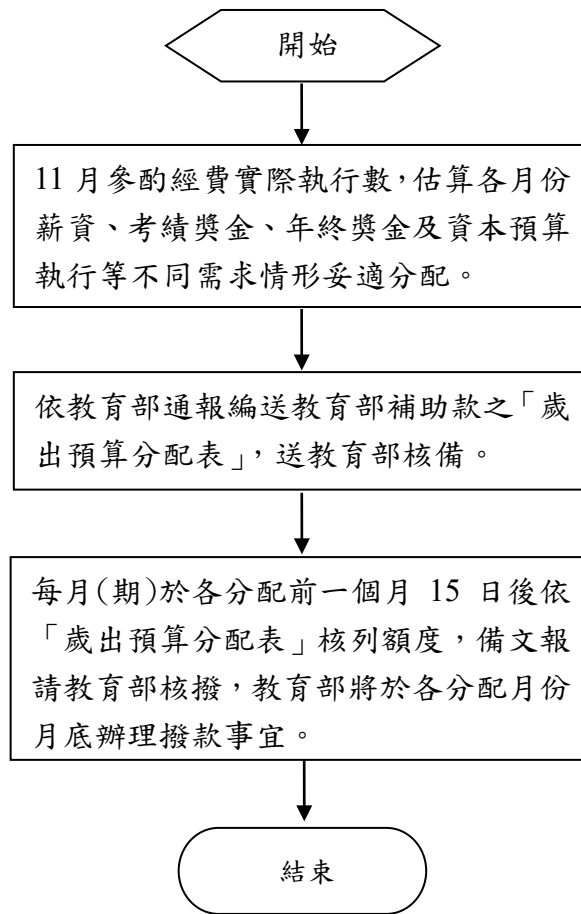 開始
11 月參酌經費實際執行數,估算各月份
薪資、考績獎金、年終獎金及資本預算
執行等不同需求情形妥適分配。
依教育部通報編送教育部補助款之「歲
出預算分配表」,送教育部核備。
每月(期)於各分配前一個月 15 日後依
「歲出預算分配表」核列額度,備文報
請教育部核撥,教育部將於各分配月份
月底辦理撥款事宜。
結束